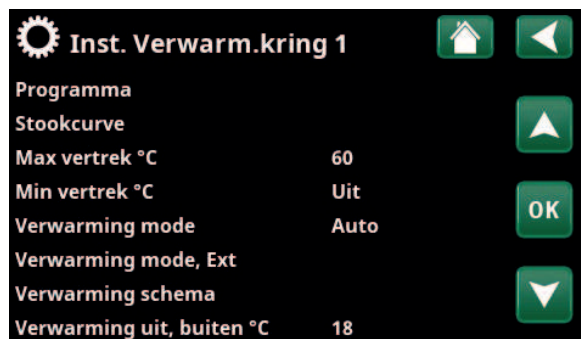 Inst. Verwarm.kring 1
Programma
Stookcurve
Max vertrek °C 60
Min vertrek °C Uit
Verwarming mode Auto
OK
Verwarming mode, Ext
Verwarming schema
Verwarming uit, buiten °C 18